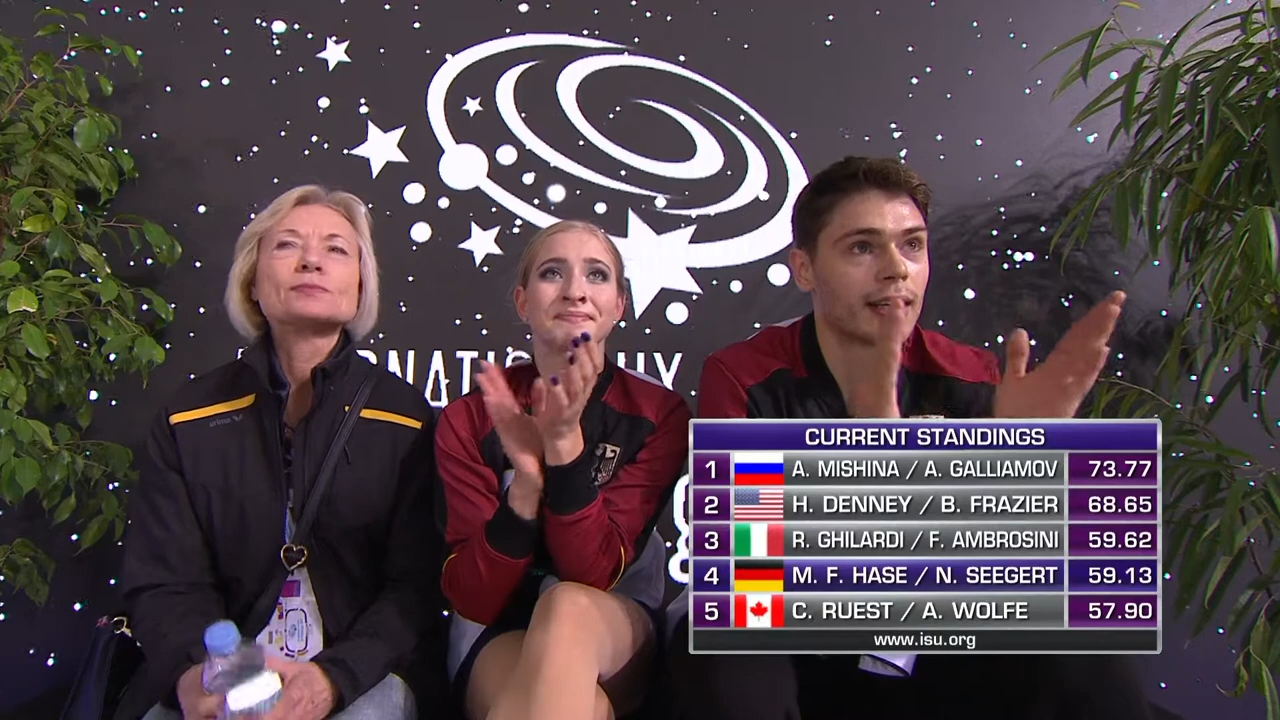 CURRENT STANDINGS
1 A. MISHINA / A. GALLIAMOV 73.77
2 H. DENNEY / B. FRAZIER 68.65
3 R. GHILARDI / F. AMBROSINI 59.62
4 M. F. HASE / N. SEEGERT 59.13
5 C. RUEST / A. WOLFE 57.90
www.isu.org